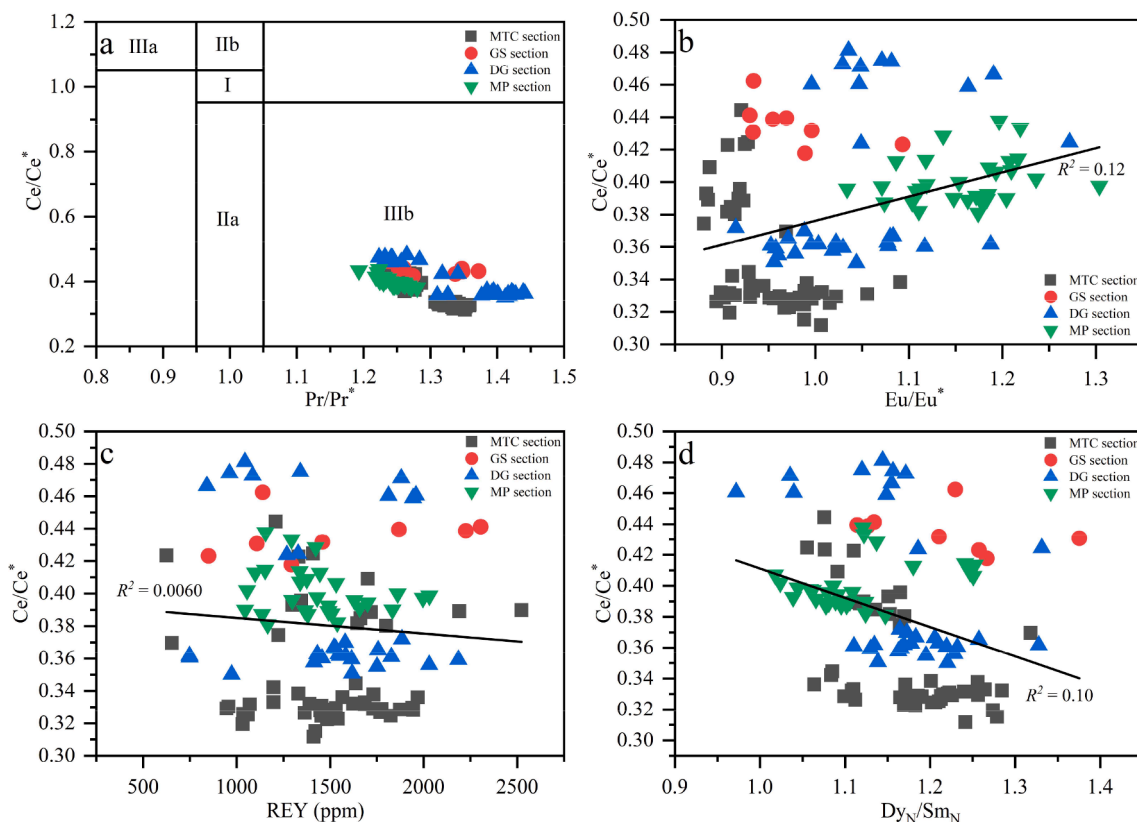 a
IIIa
IIb
I
IIa
IIIb
MTC section
GS section
DG section
MP section
1.2
1.0
0.8
0.6
0.4
0.2
Ce/Ce*
0.8
0.9
1.0
1.1
1.2
1.3
1.4
1.5
Pr/Pr*
b
0.50
0.48
0.46
0.44
0.42
0.40
0.38
0.36
0.34
0.32
0.30
Ce/Ce*
R² = 0.12
MTC section
GS section
DG section
MP section
0.9
1.0
1.1
1.2
1.3
Eu/Eu*
c
0.50
0.48
0.46
0.44
0.42
0.40
0.38
0.36
0.34
0.32
0.30
Ce/Ce*
MTC section
GS section
DG section
MP section
R² = 0.0060
500
1000
1500
2000
2500
REY (ppm)
d
0.50
0.48
0.46
0.44
0.42
0.40
0.38
0.36
0.34
0.32
0.30
Ce/Ce*
MTC section
GS section
DG section
MP section
R² = 0.10
0.9
1.0
1.1
1.2
1.3
1.4
DyN/SmN